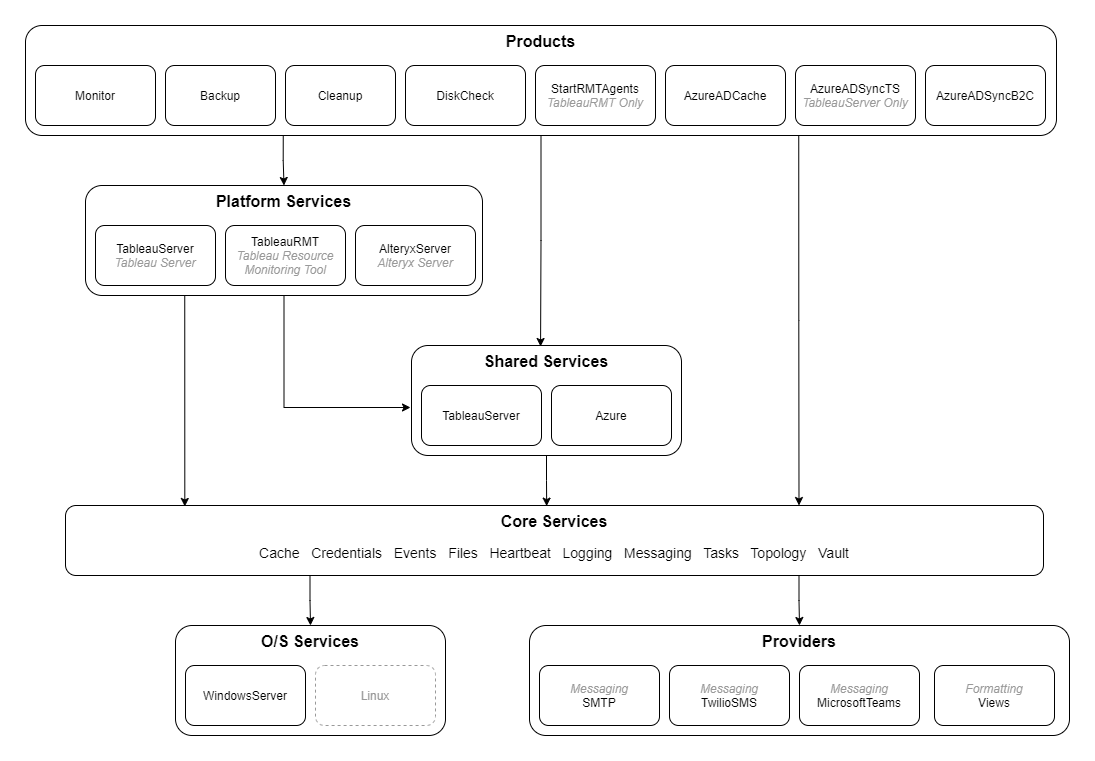 Products
Monitor
Backup
Cleanup
DiskCheck
StartRMTAgents
TableauRMT Only
AzureADCache
AzureADSyncTS
TableauServer Only
AzureADSyncB2C
Platform Services
TableauServer
Tableau Server
TableauRMT
Tableau Resource
Monitoring Tool
AlteryxServer
Alteryx Server
Shared Services
TableauServer
Azure
Core Services
Cache Credentials Events Files Heartbeat Logging Messaging Tasks Topology Vault
O/S Services
WindowsServer
Linux
Providers
Messaging
SMTP
Messaging
TwilioSMS
Messaging
MicrosoftTeams
Formatting
Views